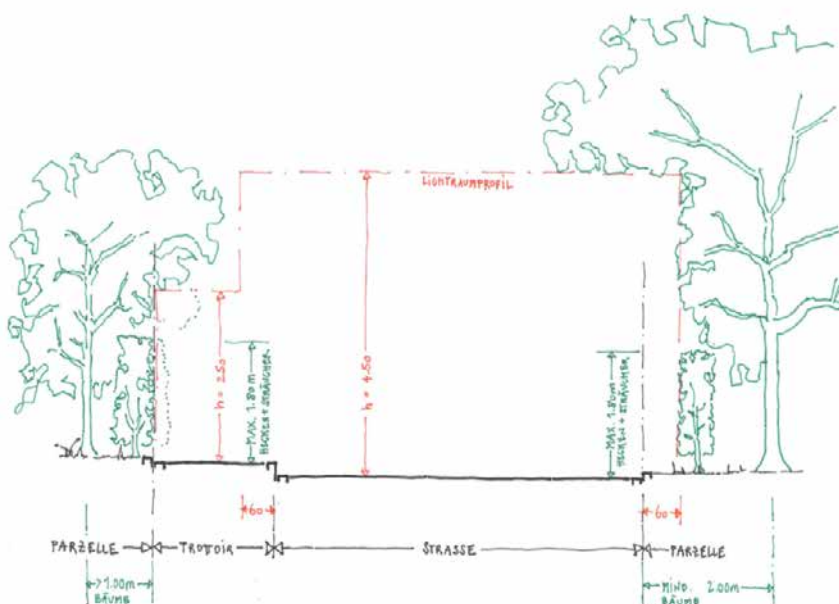 LICHTRAUMPROFIL
h = 2.50
MAX. 1.80m
HECKEN + STRÄUCHER
h = 4.50
MAX. 1.80m
HECKEN + STRÄUCHER
60
60
PARZELLE
TROTTOIR
STRASSE
PARZELLE
>1.00m
BÄUME
MIND. 2.00m
BÄUME